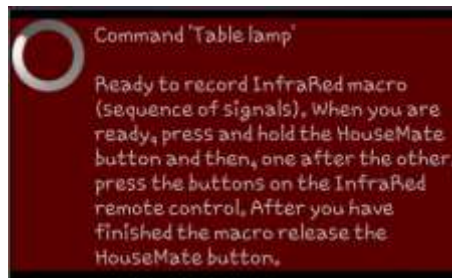 Command 'Table lamp'
Ready to record InfraRed macro
(sequence of signals). When you are
ready, press and hold the HouseMate
button and then, one after the other
press the buttons on the InfraRed
remote control. After you have
finished the macro release the
HouseMate button.